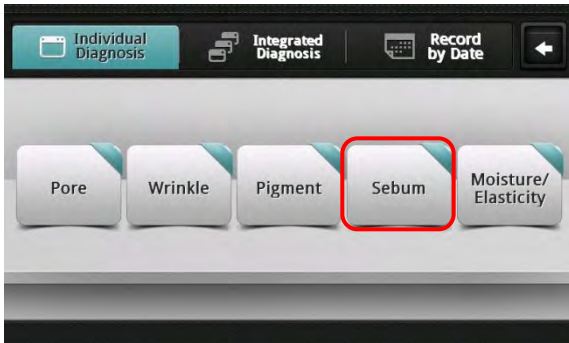 Individual
Diagnosis
Integrated
Diagnosis
Record
by Date
Pore
Wrinkle
Pigment
Sebum
Moisture/
Elasticity